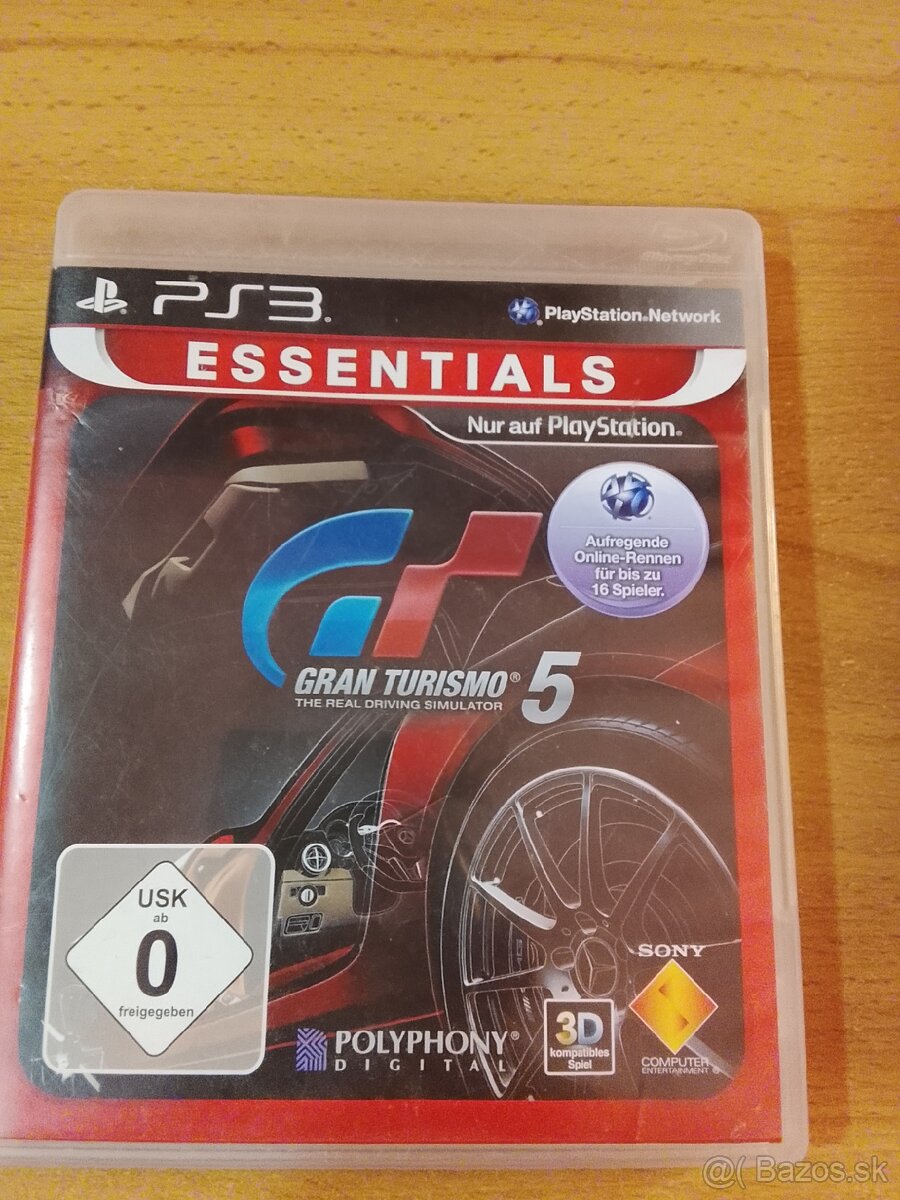 PS3.
PlayStation®Network
ESSENTIALS
Nur auf PlayStation®
Aufregende
Online-Rennen
für bis zu
16 Spieler.
GRAN TURISMO® 5
THE REAL DRIVING SIMULATOR
USK
ab
0
freigegeben
POLYPHONY®
DIGITAL
3D
kompatibles
Spiel
SONY
COMPUTER
ENTERTAINMENT®
@( Bazos.sk